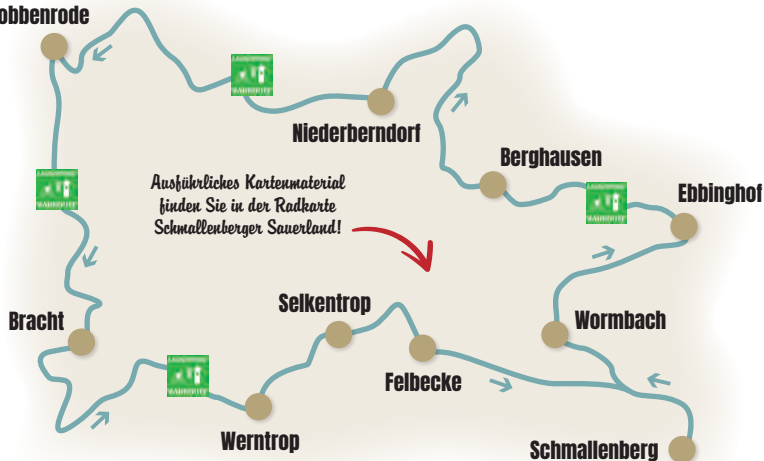 obbenrode
Niederberndorf
Berghausen
Ebbinghof
Ausführliches Kartenmaterial
finden Sie in der Radkarte
Schmallenberger Sauerland!
Selkentrop
Bracht
Wormbach
Felbecke
Werntrop
Schmallenberg